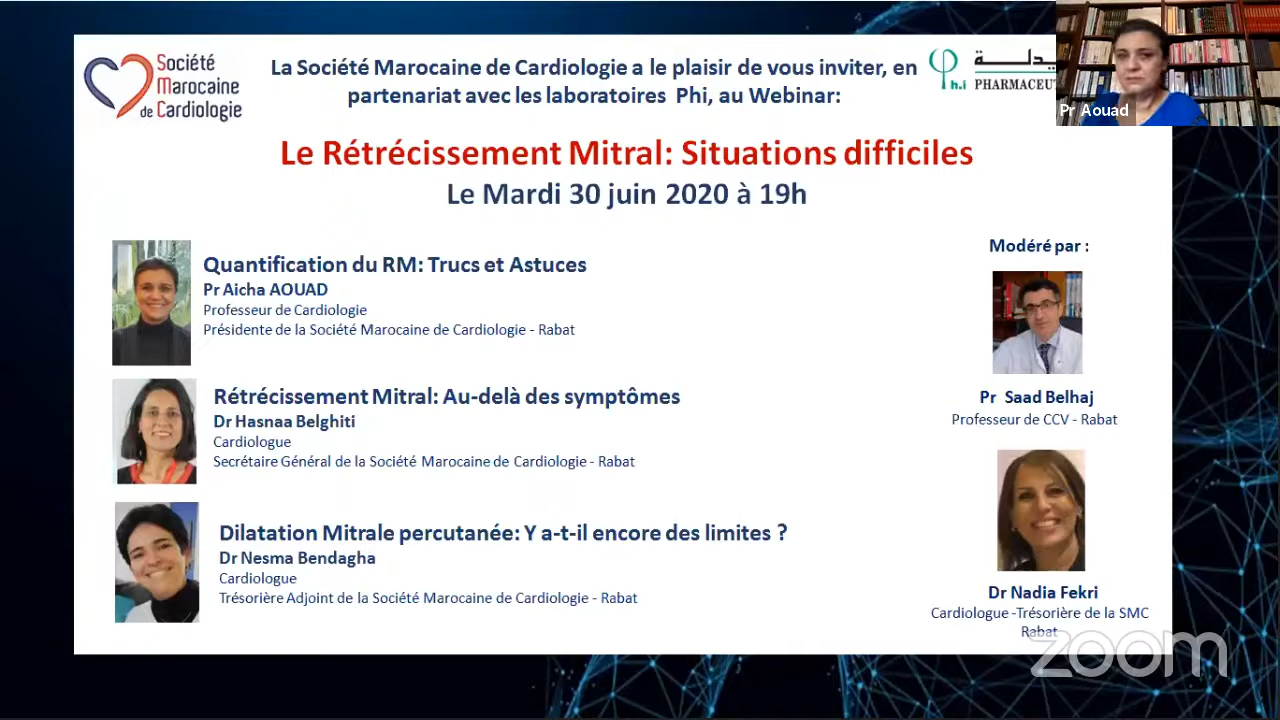 Société
Marocaine
de Cardiologie
La Société Marocaine de Cardiologie a le plaisir de vous inviter, en
partenariat avec les laboratoires Phi, au Webinar:
ph.i
PHARMACEUT
Pr Aouad
Le Rétrécissement Mitral: Situations difficiles
Le Mardi 30 juin 2020 à 19h
Quantification du RM: Trucs et Astuces
Pr Aicha AOUAD
Professeur de Cardiologie
Présidente de la Société Marocaine de Cardiologie - Rabat
Rétrécissement Mitral: Au-delà des symptômes
Dr Hasnaa Belghiti
Cardiologue
Secrétaire Général de la Société Marocaine de Cardiologie - Rabat
Dilatation Mitrale percutanée: Y a-t-il encore des limites ?
Dr Nesma Bendagha
Cardiologue
Trésorière Adjoint de la Société Marocaine de Cardiologie - Rabat
Modéré par :
Pr Saad Belhaj
Professeur de CCV - Rabat
Dr Nadia Fekri
Cardiologue -Trésorière de la SMC
Rabat
zoom